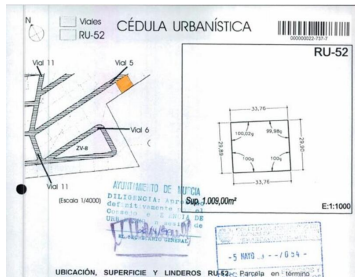 N
Viales
RU-52
CÉDULA URBANÍSTICA
RU-52
Vial 11
Vial 5
Vial 6
ZV-8
Vial 11
(Escala 1/4000)
33,76
100,02g
99,98g
29,88
29,90
100g
100g
33,76
AYUNTAMIENTO DE MURCIA
DILIGENCIA:
Sup. 1.009,00m²
E:1:1000
-5 MAYO
UBICACIÓN, SUPERFICIE Y LINDEROS RU-52. Parcela en término